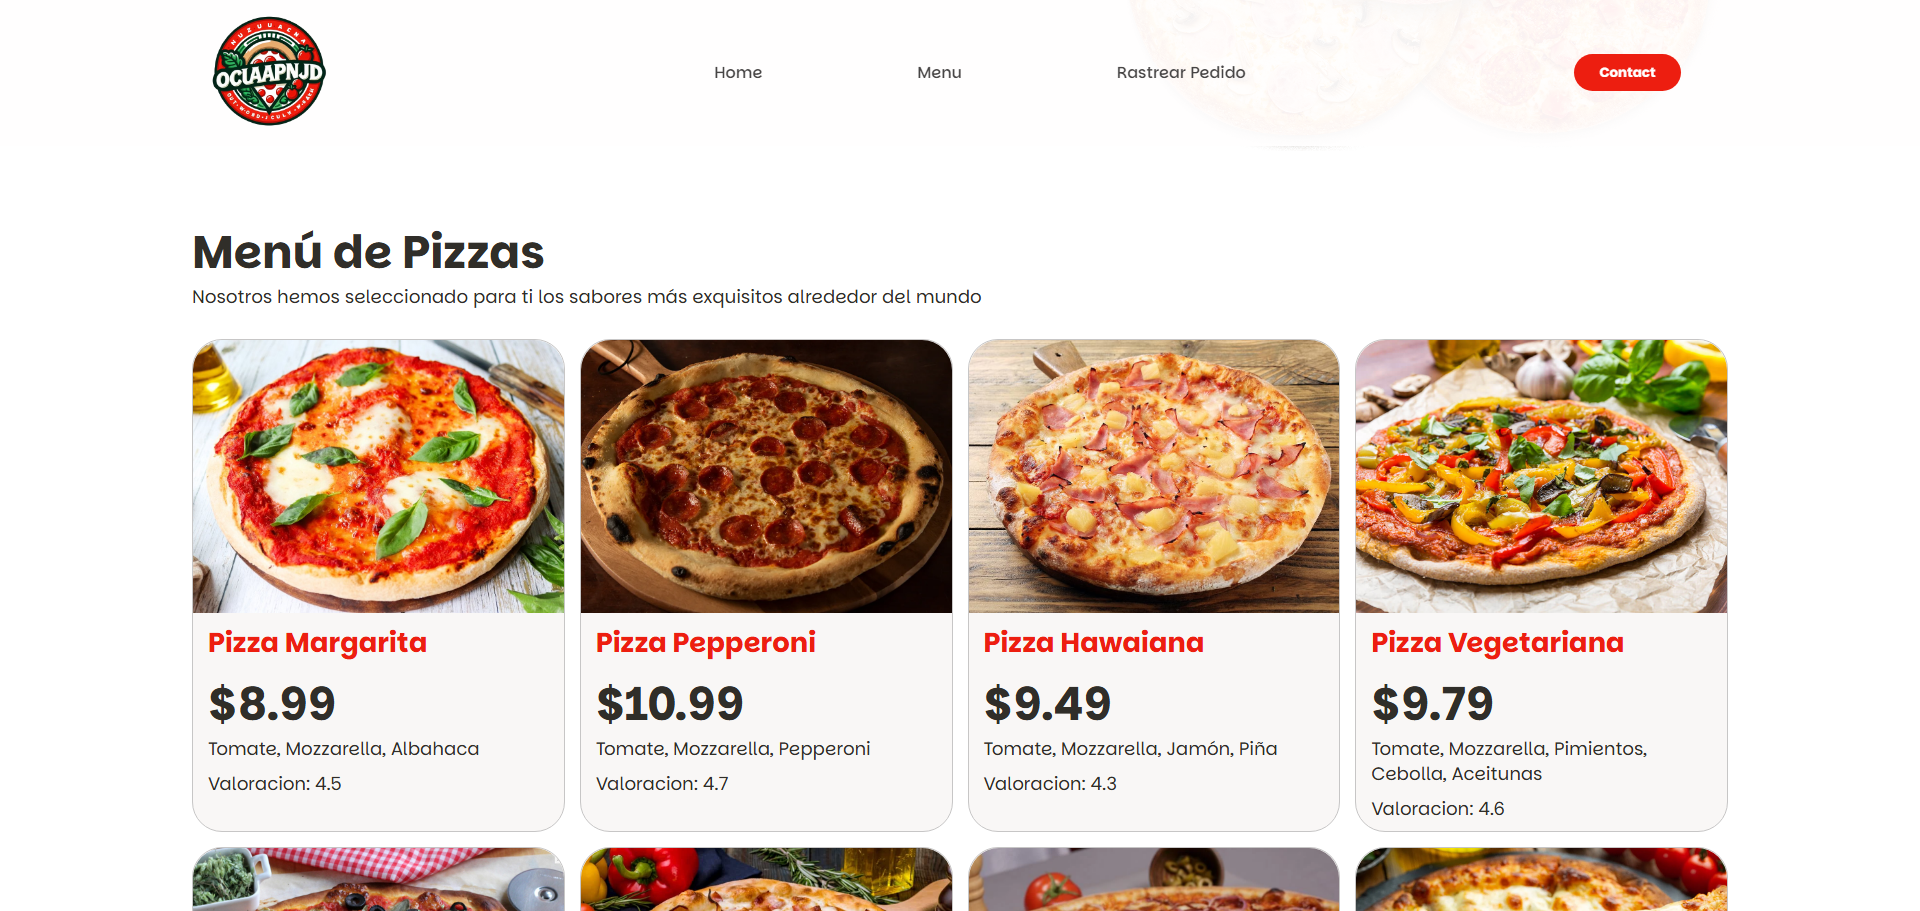 OCLAAPNJD
Home
Menu
Rastrear Pedido
Contact
Menú de Pizzas
Nosotros hemos seleccionado para ti los sabores más exquisitos alrededor del mundo
Pizza Margarita
$8.99
Tomate, Mozzarella, Albahaca
Valoracion: 4.5
Pizza Pepperoni
$10.99
Tomate, Mozzarella, Pepperoni
Valoracion: 4.7
Pizza Hawaiana
$9.49
Tomate, Mozzarella, Jamón, Piña
Valoracion: 4.3
Pizza Vegetariana
$9.79
Tomate, Mozzarella, Pimientos,
Cebolla, Aceitunas
Valoracion: 4.6